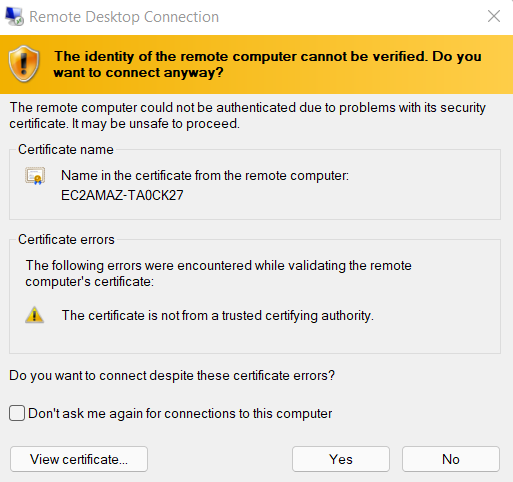 Remote Desktop Connection
The identity of the remote computer cannot be verified. Do you
want to connect anyway?
The remote computer could not be authenticated due to problems with its security
certificate. It may be unsafe to proceed.
Certificate name
Name in the certificate from the remote computer:
EC2AMAZ-TA0CK27
Certificate errors
The following errors were encountered while validating the remote
computer's certificate:
The certificate is not from a trusted certifying authority.
Do you want to connect despite these certificate errors?
Don't ask me again for connections to this computer
View certificate...
Yes
No